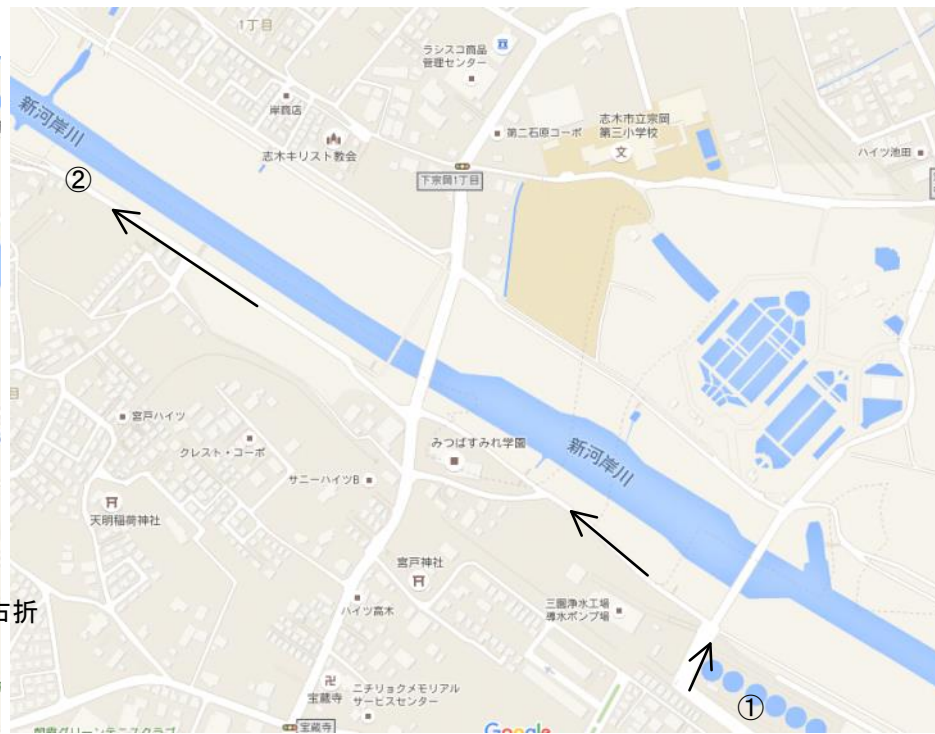 1丁目
ラシスコ商品
管理センター
新河岸川
岸商店
志木キリスト教会
第二石原コーポ
志木市立宗岡
第三小学校
文
ハイツ池田
下宗岡1丁目
②
宮戸ハイツ
クレスト・コーポ
みつばすみれ学園
新河岸川
サニーハイツB
天明稲荷神社
宮戸神社
ハイツ高木
三園浄水工場
導水ポンプ場
右折
宝蔵寺
ニチリョクメモリアル
サービスセンター
①
宝蔵寺
Google